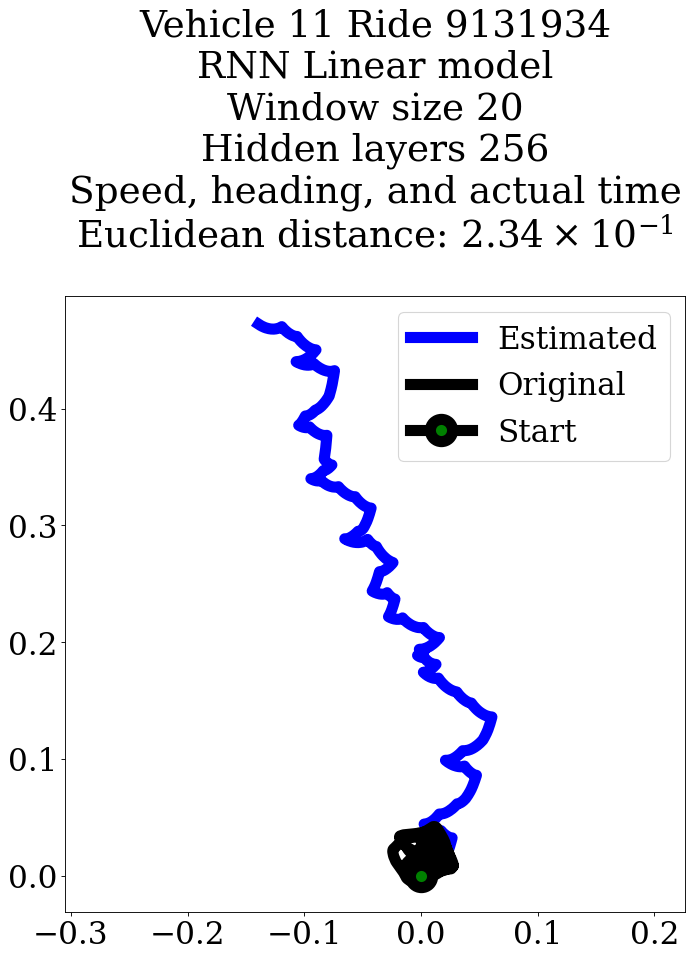 Vehicle 11 Ride 9131934
RNN Linear model
Window size 20
Hidden layers 256
Speed, heading, and actual time
Euclidean distance: 2.34 × 10⁻¹
Estimated
Original
Start
0.4
0.3
0.2
0.1
0.0
−0.3 −0.2 −0.1 0.0 0.1 0.2